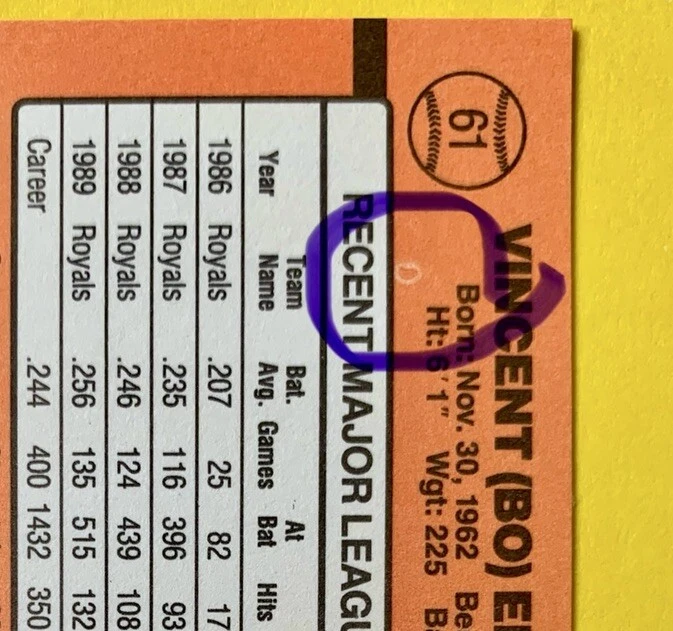 61
VINCENT (BO)
Born: Nov. 30, 1962
Ht: 6' 1" Wgt: 225
RECENT MAJOR
Year Team Name Bat. Avg. Games At Bat Hits
1986 Royals .207 25 82 17
1987 Royals .235 116 396 93
1988 Royals .246 124 439 108
1989 Royals .256 135 515 132
Career .244 400 1432 350